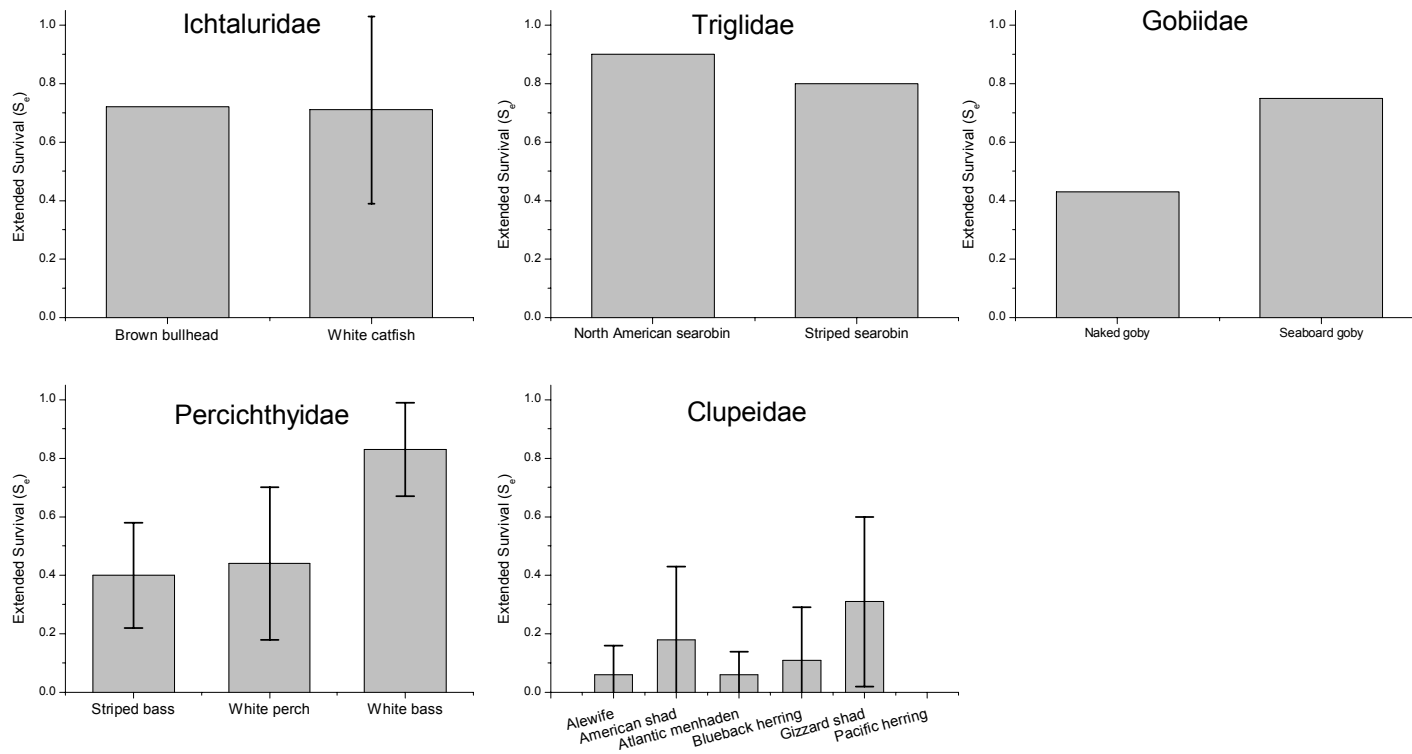 Ichtaluridae
Extended Survival (Se)
1.0
0.8
0.6
0.4
0.2
0.0
Brown bullhead
White catfish
Triglidae
Extended Survival (Se)
1.0
0.8
0.6
0.4
0.2
0.0
North American searobin
Striped searobin
Gobiidae
Extended Survival (Se)
1.0
0.8
0.6
0.4
0.2
0.0
Naked goby
Seaboard goby
Percichthyidae
Extended Survival (Se)
1.0
0.8
0.6
0.4
0.2
0.0
Striped bass
White perch
White bass
Clupeidae
Extended Survival (Se)
1.0
0.8
0.6
0.4
0.2
0.0
Alewife
American shad
Atlantic menhaden
Blueback herring
Gizzard shad
Pacific herring